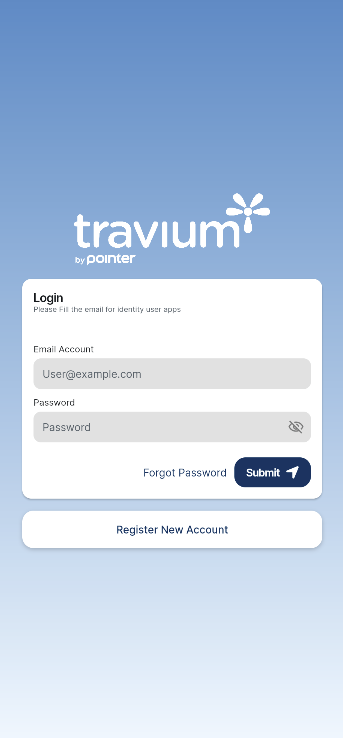 travium
by pointer
Login
Please Fill the email for identity user apps
Email Account
User@example.com
Password
Password
Forgot Password
Submit
Register New Account